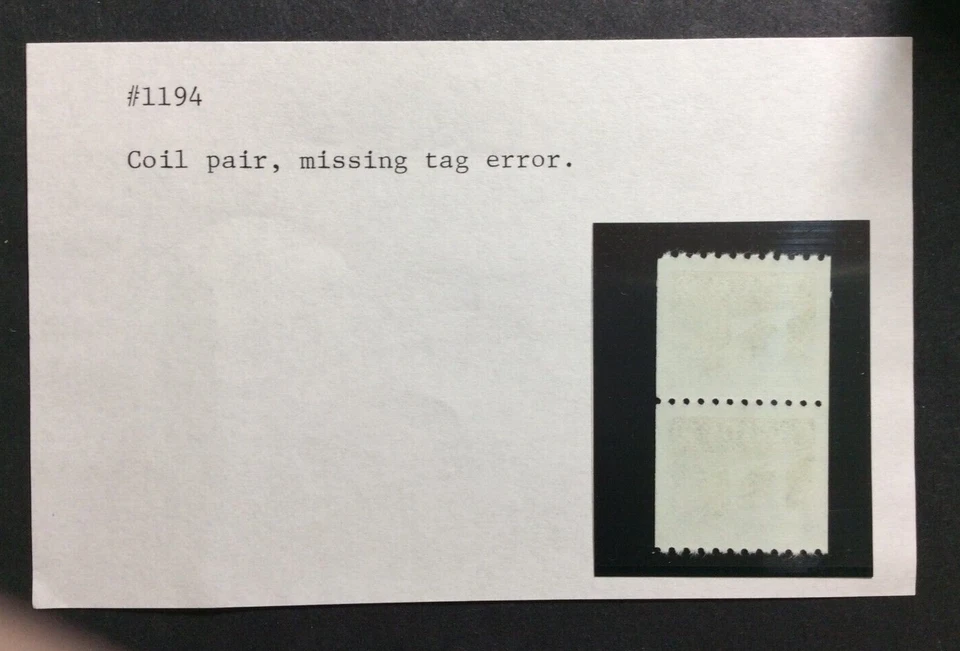 #1194
Coil pair, missing tag error.